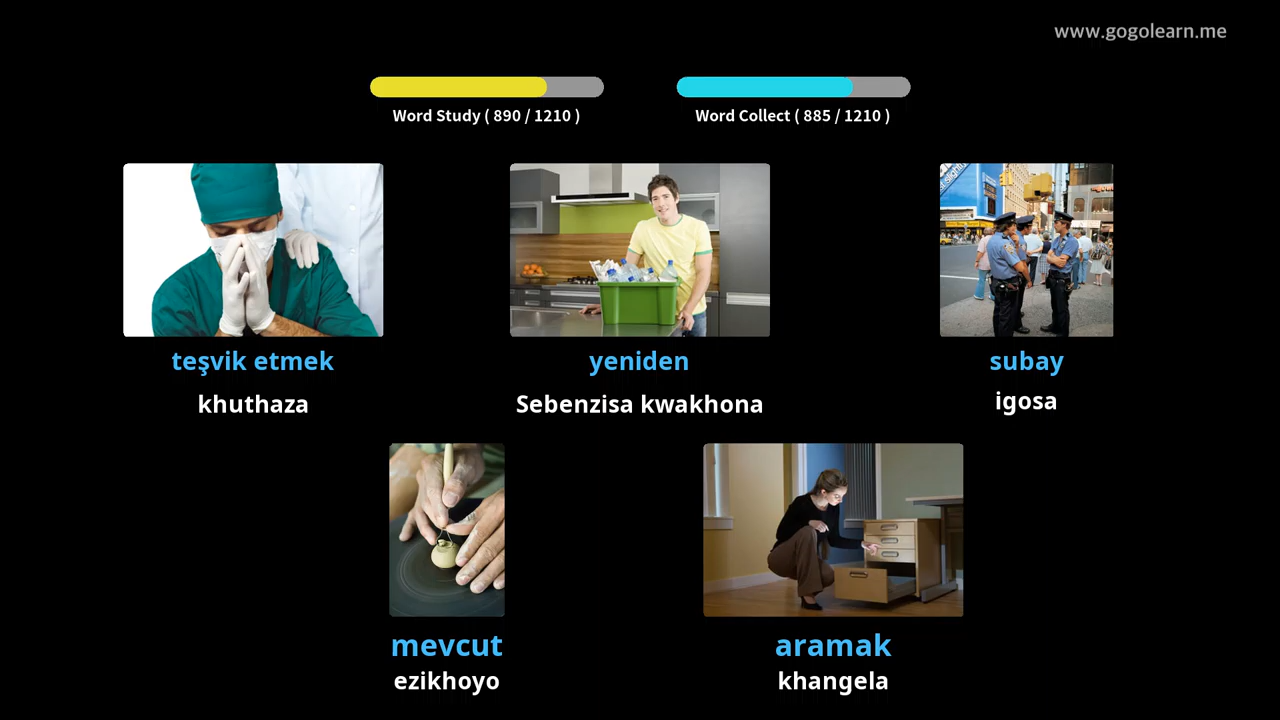 www.gogolearn.me
Word Study ( 890 / 1210 )
Word Collect ( 885 / 1210 )
teşvik etmek
khuthaza
yeniden
Sebenzisa kwakhona
subay
igosa
mevcut
ezikhoyo
aramak
khangela